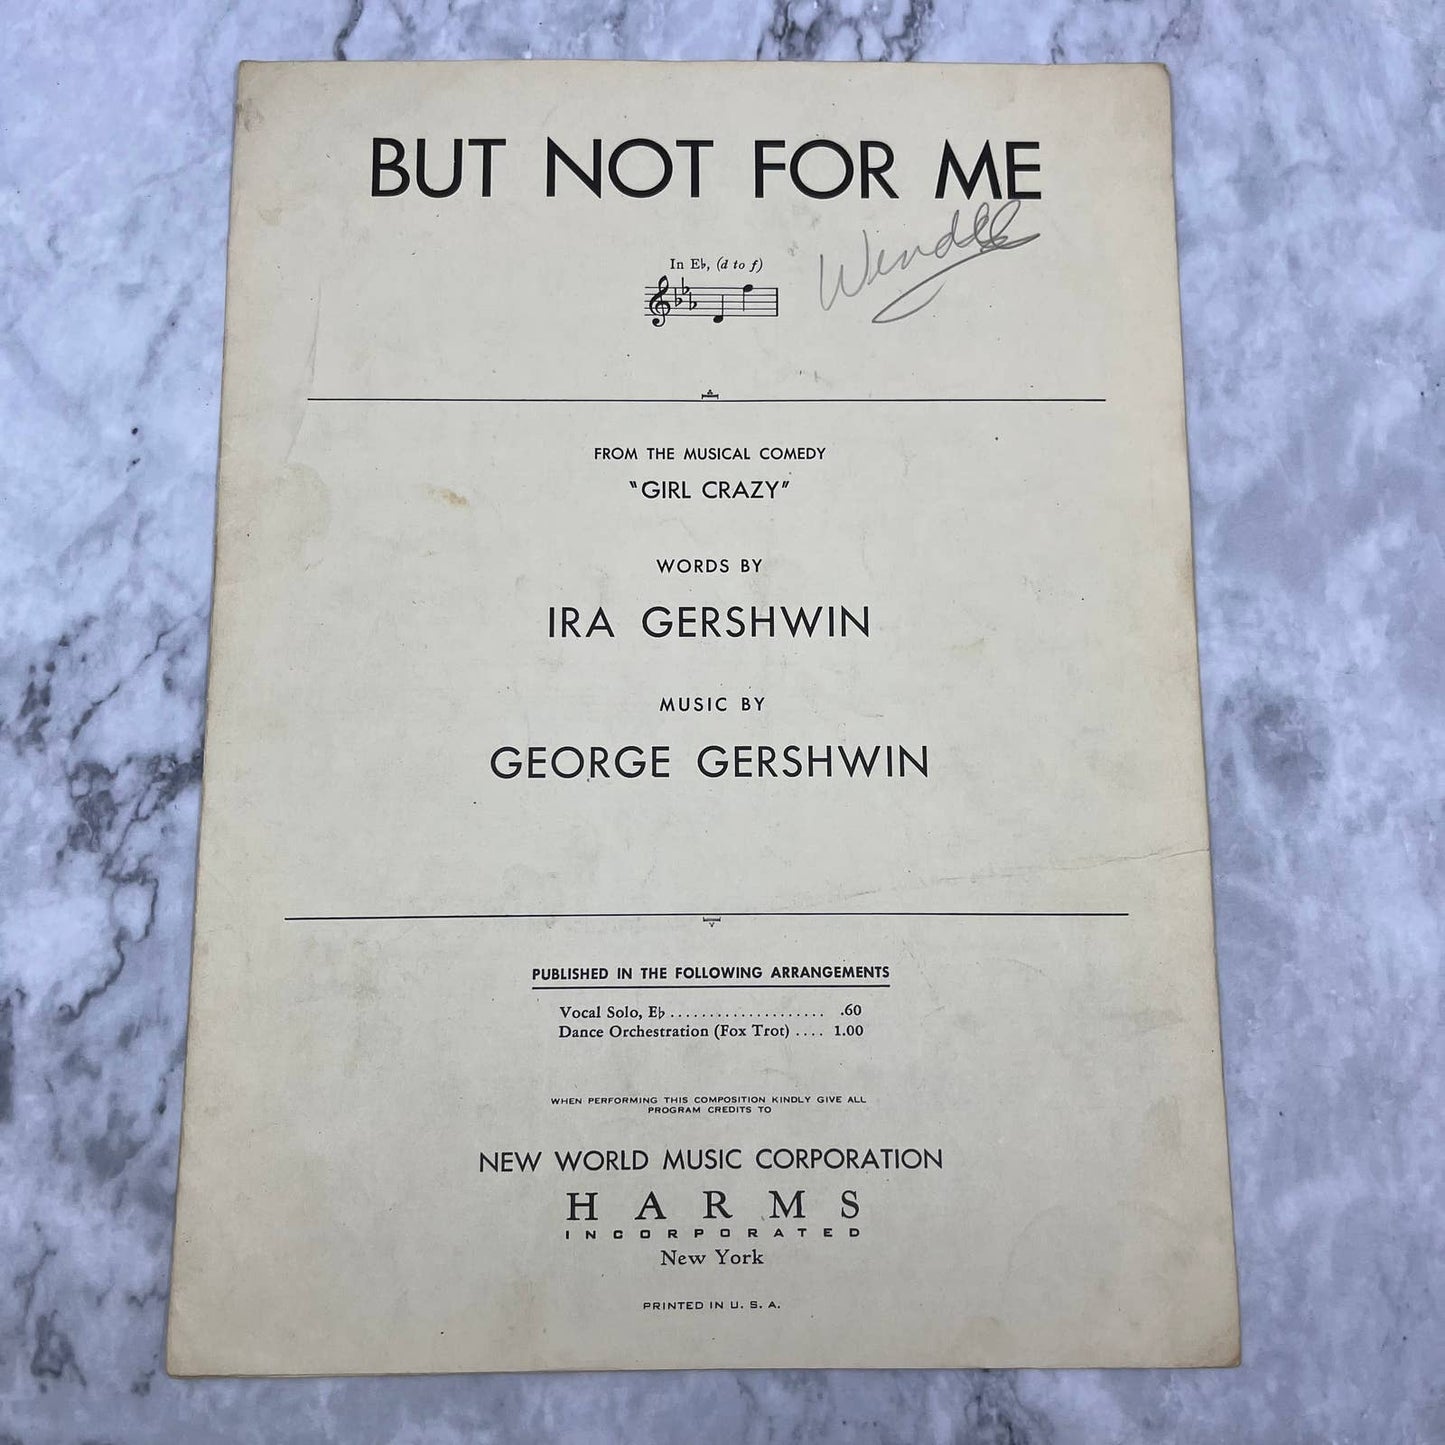 BUT NOT FOR ME
In E♭, (d to f)
FROM THE MUSICAL COMEDY
"GIRL CRAZY"
WORDS BY
IRA GERSHWIN
MUSIC BY
GEORGE GERSHWIN
PUBLISHED IN THE FOLLOWING ARRANGEMENTS
Vocal Solo, E♭ .................... .60
Dance Orchestration (Fox Trot) .... 1.00
WHEN PERFORMING THIS COMPOSITION KINDLY GIVE ALL
PROGRAM CREDITS TO
NEW WORLD MUSIC CORPORATION
HARMS
INCORPORATED
New York
PRINTED IN U. S. A.